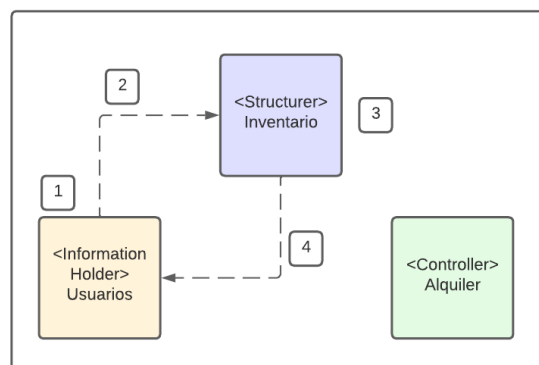 2
<Structurer>
Inventario
3
1
4
<Information
Holder>
Usuarios
<Controller>
Alquiler